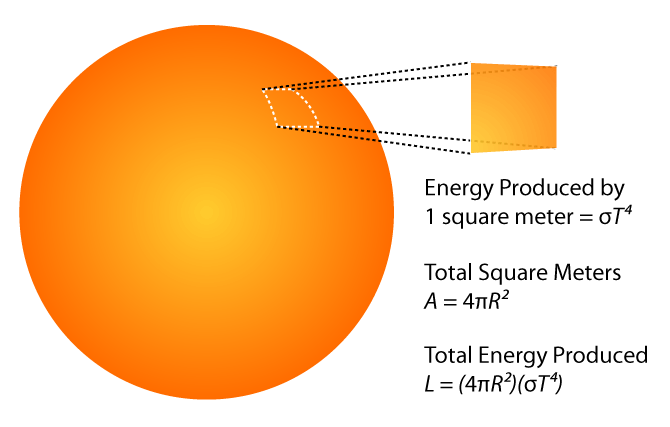 Energy Produced by
1 square meter = σT⁴
Total Square Meters
A = 4πR²
Total Energy Produced
L = (4πR²)(σT⁴)